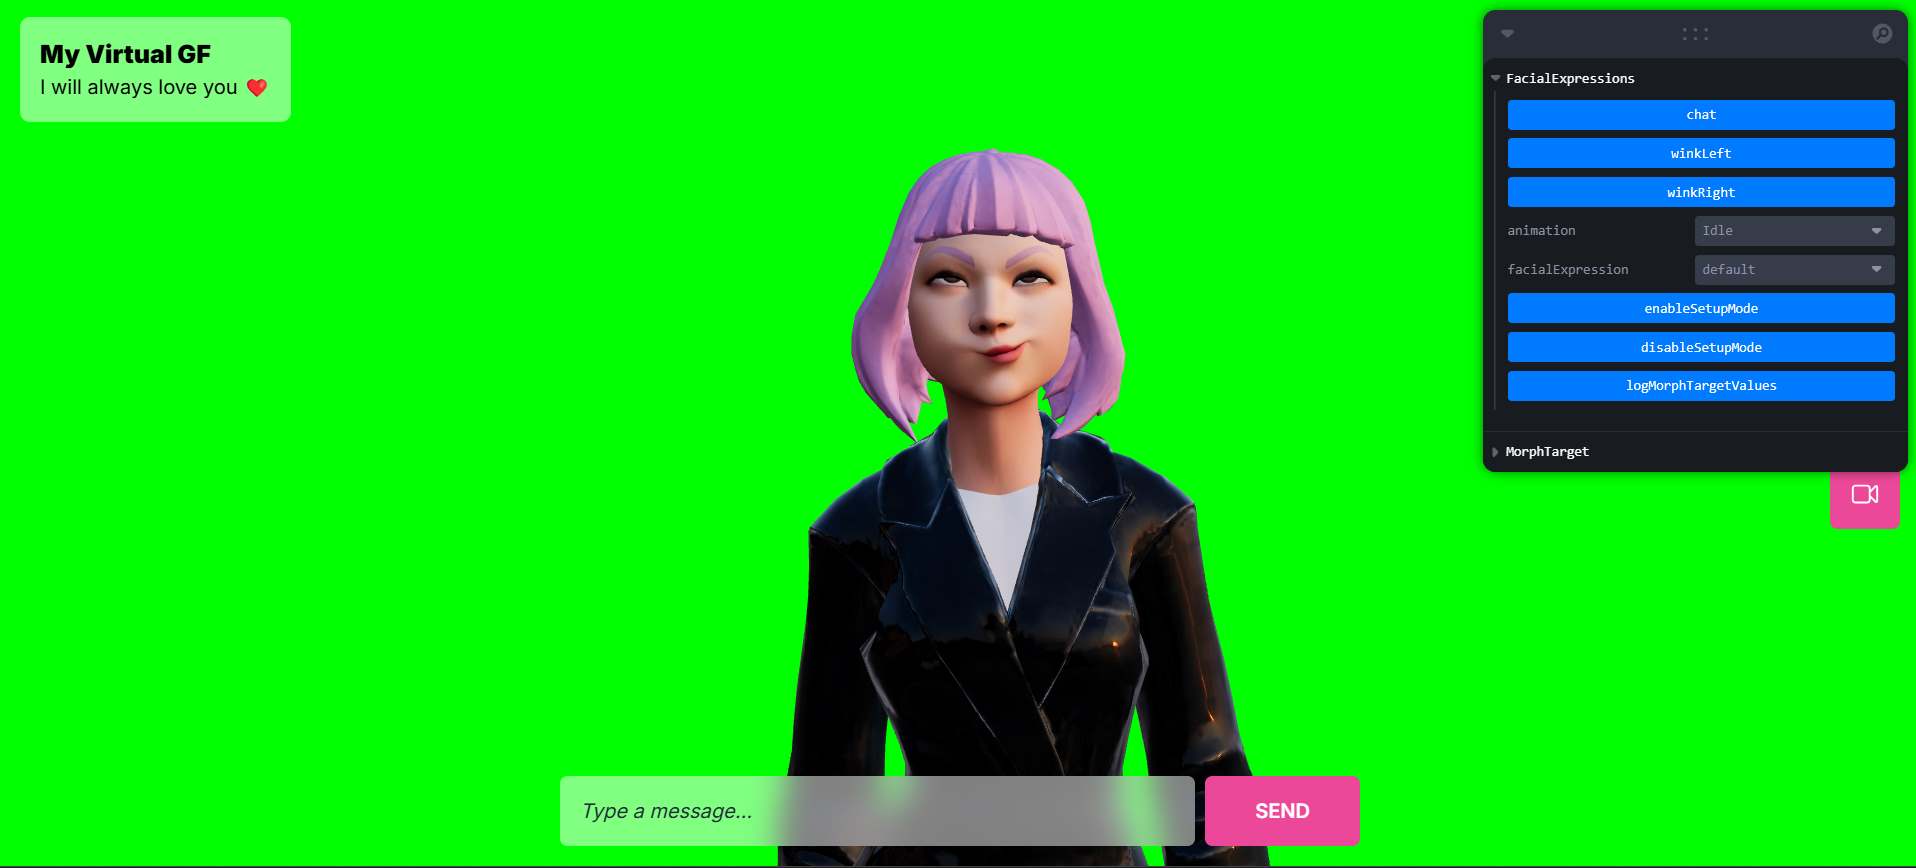 My Virtual GF
I will always love you ❤️
FacialExpressions
chat
winkLeft
winkRight
animation Idle
facialExpression default
enableSetupMode
disableSetupMode
logMorphTargetValues
MorphTarget
Type a message...
SEND